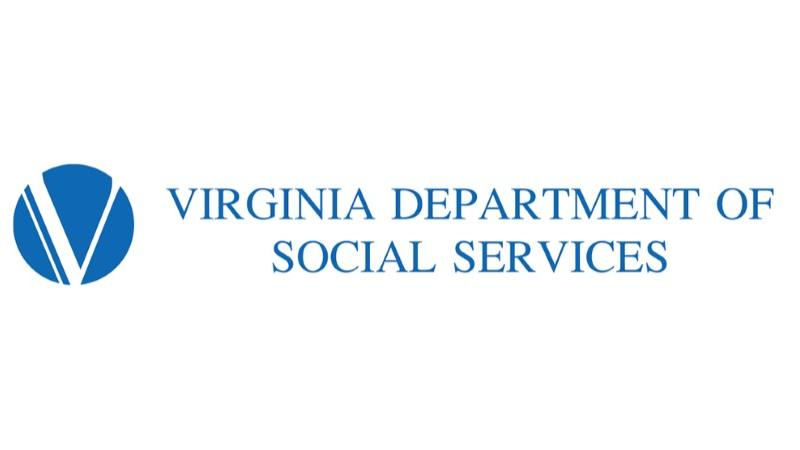 VIRGINIA DEPARTMENT OF
SOCIAL SERVICES